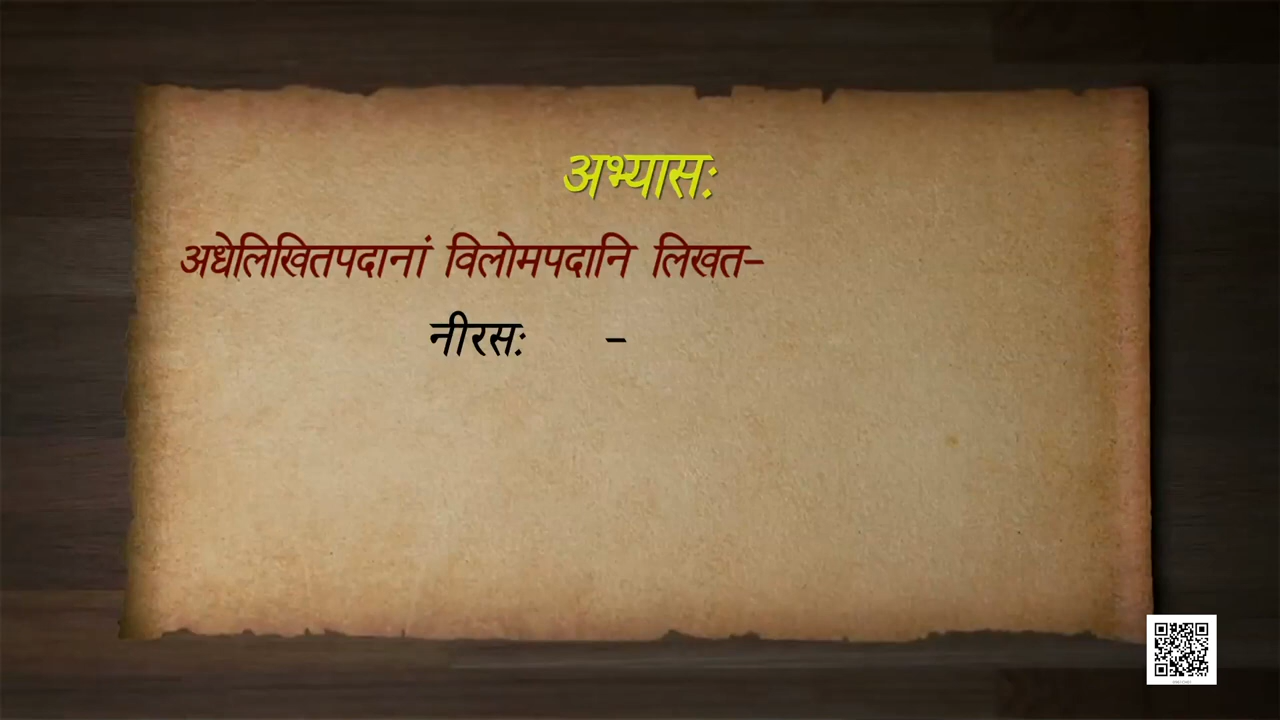 अभ्यासः
अधेलिखितपदानां विलोमपदानि लिखत-
नीरसः -